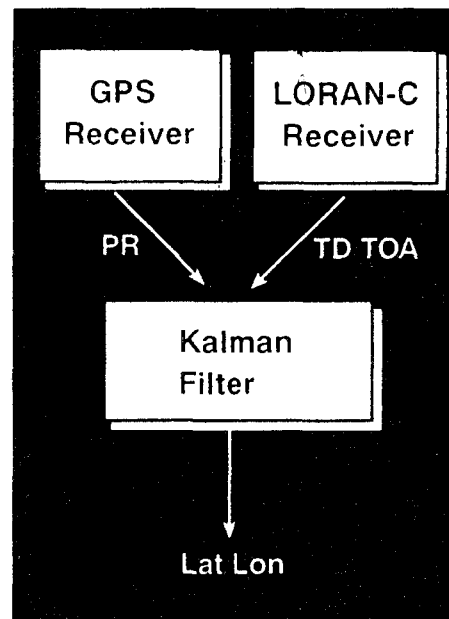 GPS
Receiver
LORAN-C
Receiver
PR
TD TOA
Kalman
Filter
Lat Lon